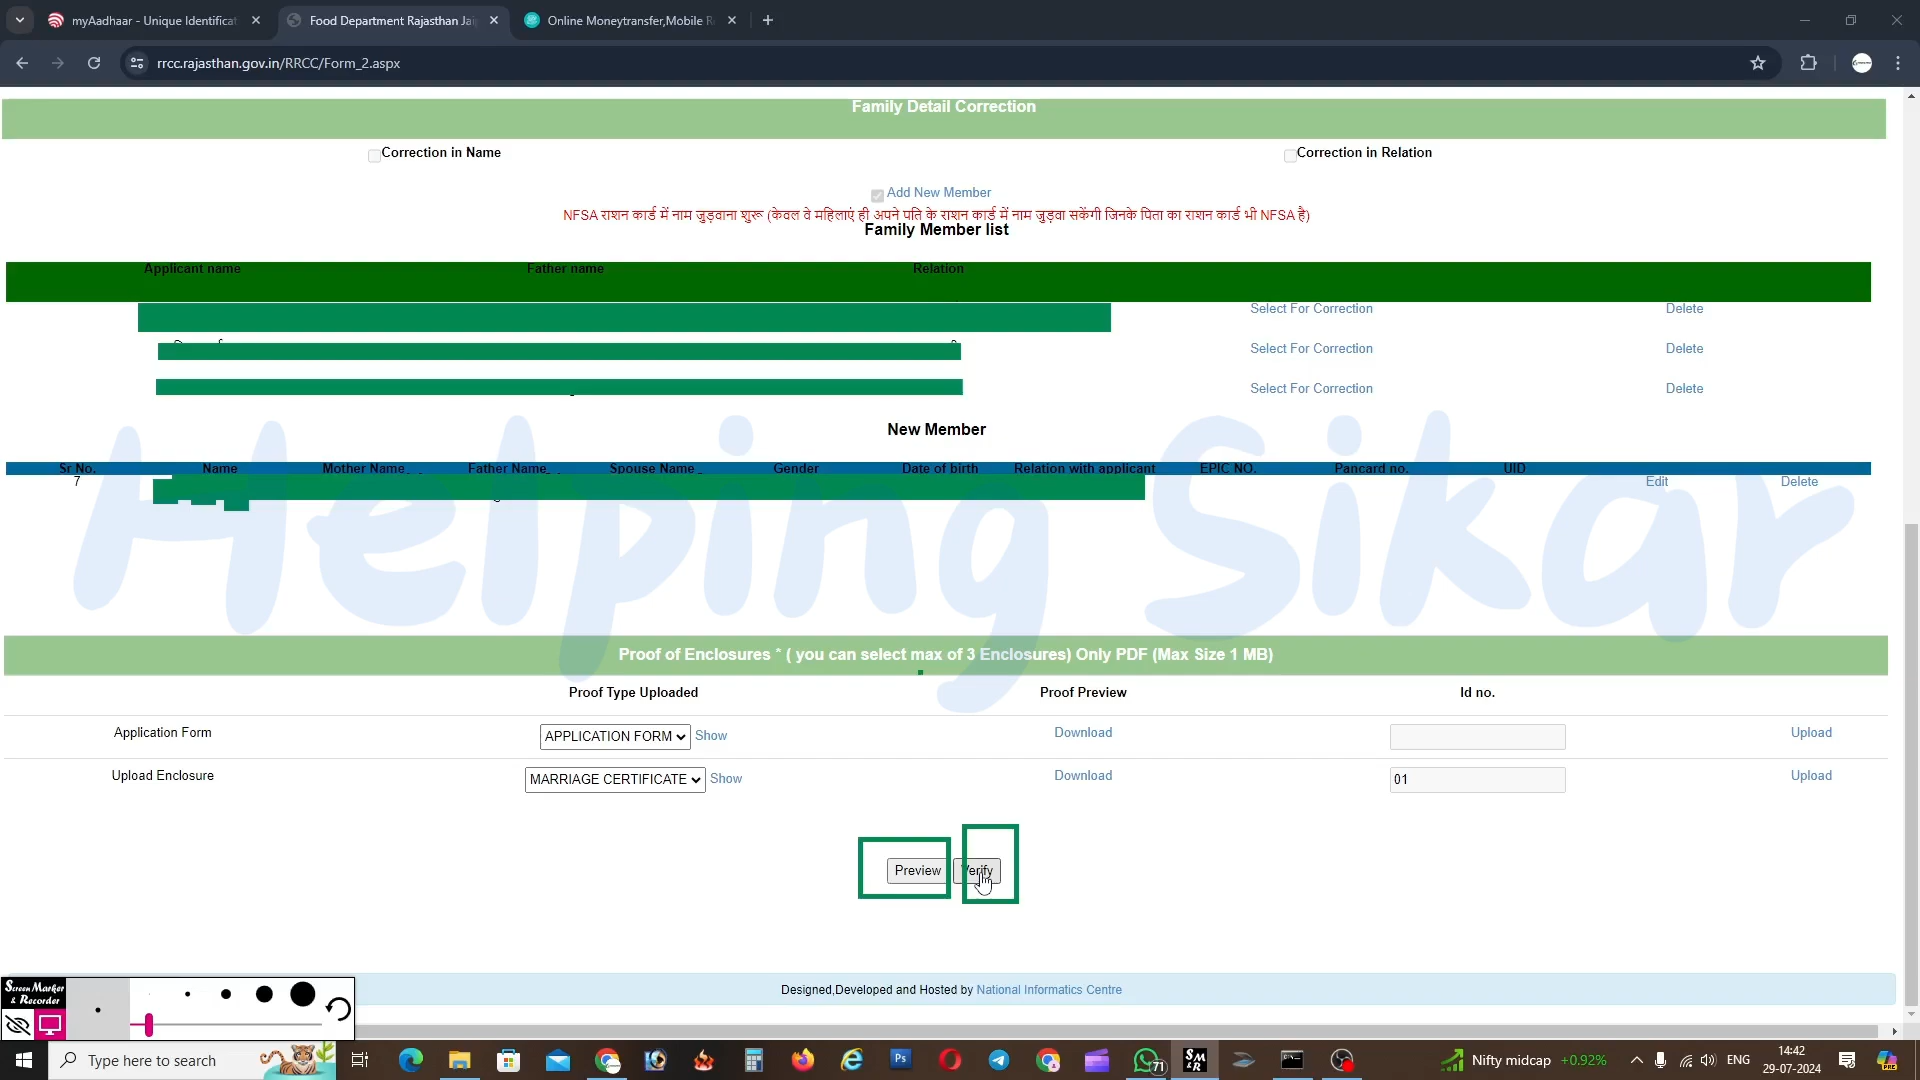 myAadhaar - Unique Identificat
Food Department Rajasthan Jai
Online Moneytransfer,Mobile R
rrcc.rajasthan.gov.in/RRCC/Form_2.aspx
Family Detail Correction
Correction in Name
Correction in Relation
Add New Member
NFSA राशन कार्ड में नाम जुड़वाना शुरू (केवल वे महिलाएं ही अपने पति के राशन कार्ड में नाम जुड़वा सकेंगी जिनके पिता का राशन कार्ड भी NFSA है)
Family Member list
Applicant name Father name Relation
Select For Correction Delete
Select For Correction Delete
Select For Correction Delete
New Member
Sr No. Name Mother Name Father Name Spouse Name Gender Date of birth Relation with applicant EPIC NO. Pancard no. UID
7 Edit Delete
Helping Sikar
Proof of Enclosures * ( you can select max of 3 Enclosures) Only PDF (Max Size 1 MB)
Proof Type Uploaded Proof Preview Id no.
Application Form APPLICATION FORM Show Download Upload
Upload Enclosure MARRIAGE CERTIFICATE Show Download 01 Upload
Preview Verify
Designed,Developed and Hosted by National Informatics Centre
Screen Marker
& Recorder
Type here to search
Ps
71
SM
&R
Nifty midcap +0.92%
ENG
14:42
29-07-2024
PRE